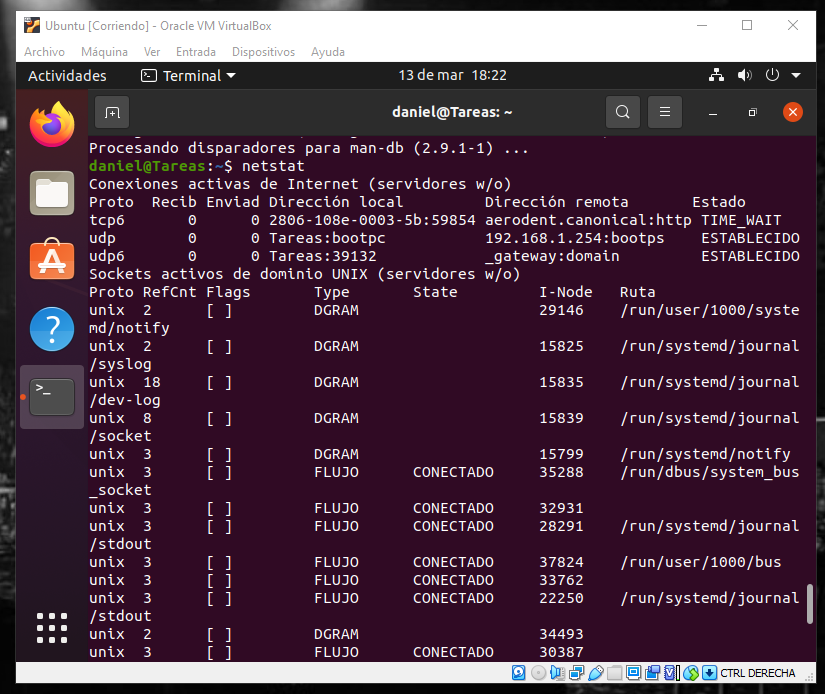 Ubuntu [Corriendo] - Oracle VM VirtualBox
Archivo Máquina Ver Entrada Dispositivos Ayuda
Actividades Terminal 13 de mar 18:22
daniel@Tareas: ~
Procesando disparadores para man-db (2.9.1-1) ...
daniel@Tareas:~$ netstat
Conexiones activas de Internet (servidores w/o)
Proto Recib Enviad Dirección local Dirección remota Estado
tcp6 0 0 2806-108e-0003-5b:59854 aerodent.canonical:http TIME_WAIT
udp 0 0 Tareas:bootpc 192.168.1.254:bootps ESTABLECIDO
udp6 0 0 Tareas:39132 _gateway:domain ESTABLECIDO
Sockets activos de dominio UNIX (servidores w/o)
Proto RefCnt Flags Type State I-Node Ruta
unix 2 [ ] DGRAM 29146 /run/user/1000/syste
md/notify
unix 2 [ ] DGRAM 15825 /run/systemd/journal
/syslog
unix 18 [ ] DGRAM 15835 /run/systemd/journal
/dev-log
unix 8 [ ] DGRAM 15839 /run/systemd/journal
/socket
unix 3 [ ] DGRAM 15799 /run/systemd/notify
unix 3 [ ] FLUJO CONECTADO 35288 /run/dbus/system_bus
_socket
unix 3 [ ] FLUJO CONECTADO 32931
unix 3 [ ] FLUJO CONECTADO 28291 /run/systemd/journal
/stdout
unix 3 [ ] FLUJO CONECTADO 37824 /run/user/1000/bus
unix 3 [ ] FLUJO CONECTADO 33762
unix 3 [ ] FLUJO CONECTADO 22250 /run/systemd/journal
/stdout
unix 2 [ ] DGRAM 34493
unix 3 [ ] FLUJO CONECTADO 30387
CTRL DERECHA